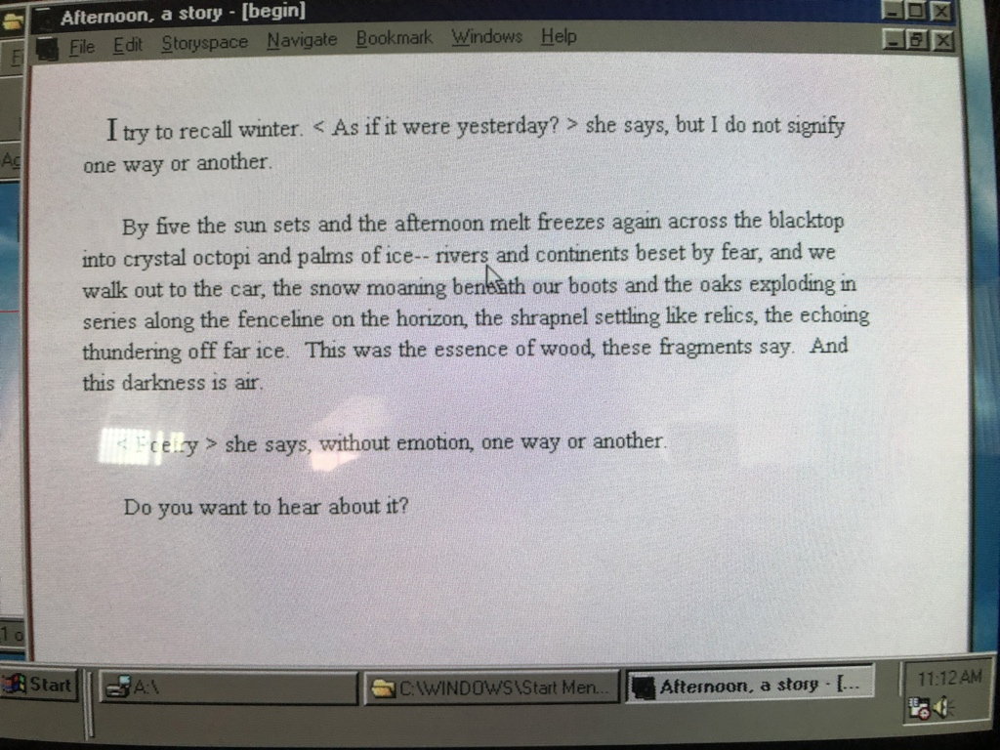 Afternoon, a story - [begin]
File Edit Storyspace Navigate Bookmark Windows Help
I try to recall winter. < As if it were yesterday? > she says, but I do not signify
one way or another.
By five the sun sets and the afternoon melt freezes again across the blacktop
into crystal octopi and palms of ice-- rivers and continents beset by fear, and we
walk out to the car, the snow moaning beneath our boots and the oaks exploding in
series along the fenceline on the horizon, the shrapnel settling like relics, the echoing
thundering off far ice. This was the essence of wood, these fragments say. And
this darkness is air.
< > she says, without emotion, one way or another.
Do you want to hear about it?
Start A:\ C:\WINDOWS\Start Men... Afternoon, a story - [... 11:12 AM